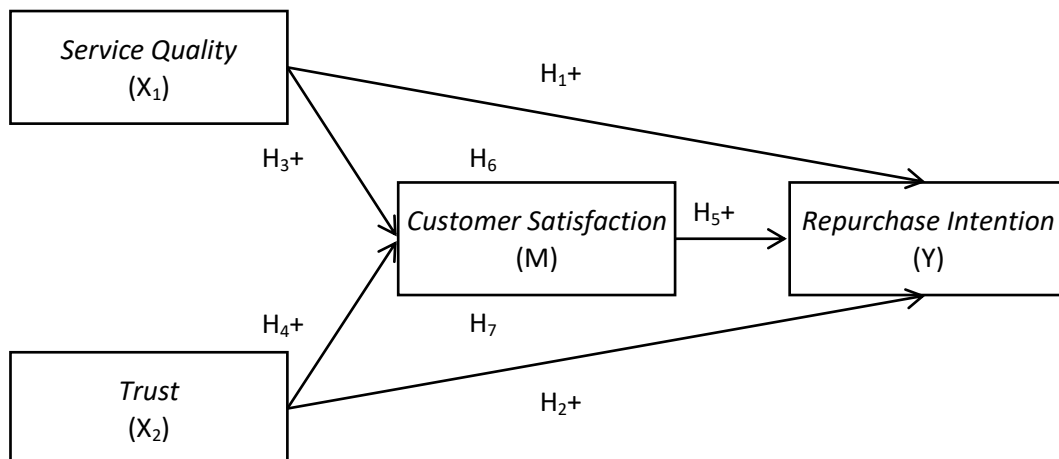 Service Quality
(X₁)
H₁+
H₃+
H₆
Customer Satisfaction
(M)
H₅+
Repurchase Intention
(Y)
H₄+
H₇
Trust
(X₂)
H₂+